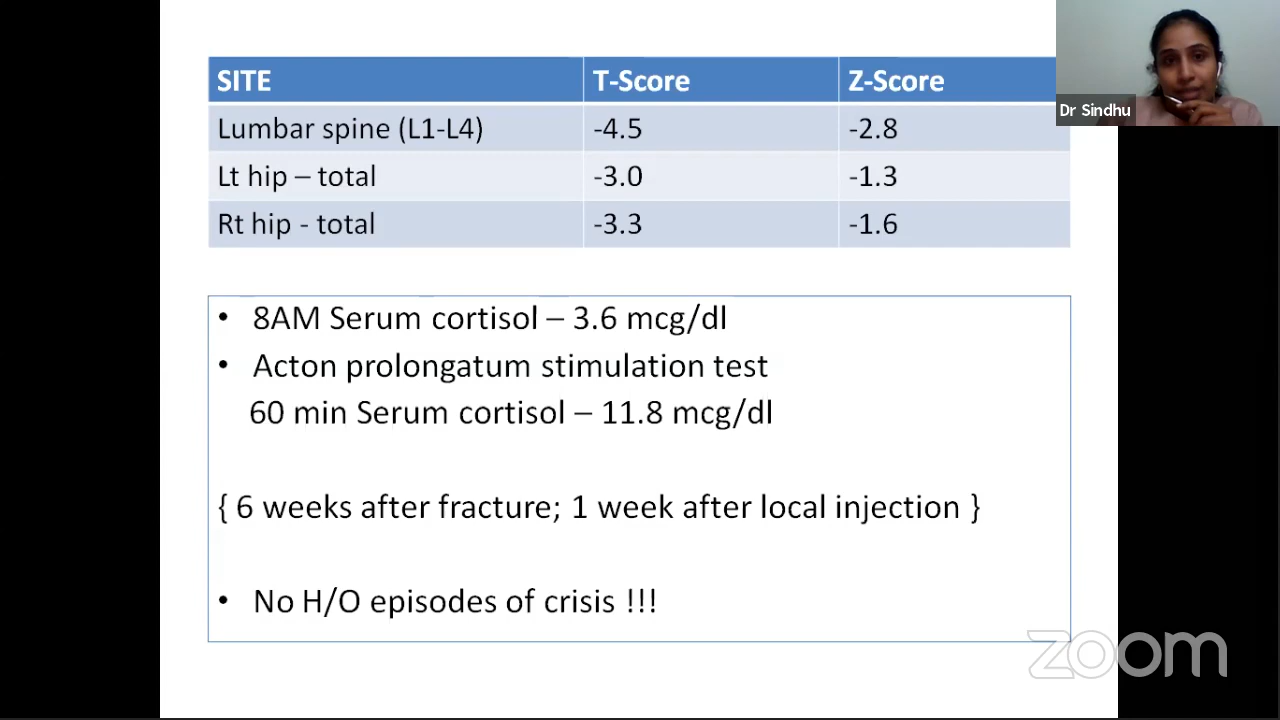 SITE T-Score Z-Score
Lumbar spine (L1-L4) -4.5 -2.8
Lt hip – total -3.0 -1.3
Rt hip - total -3.3 -1.6
• 8AM Serum cortisol – 3.6 mcg/dl
• Acton prolongatum stimulation test
60 min Serum cortisol – 11.8 mcg/dl
{ 6 weeks after fracture; 1 week after local injection }
• No H/O episodes of crisis !!!
Dr Sindhu
zoom